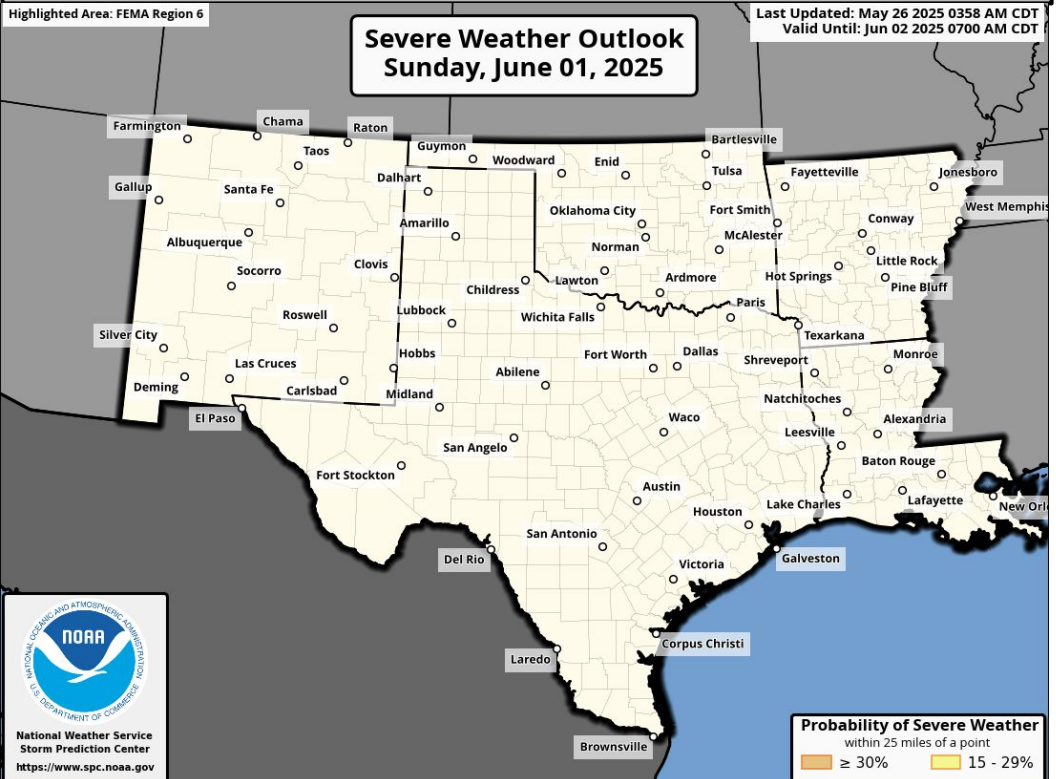 Highlighted Area: FEMA Region 6
Severe Weather Outlook
Sunday, June 01, 2025
Last Updated: May 26 2025 0358 AM CDT
Valid Until: Jun 02 2025 0700 AM CDT
Farmington
Chama
Raton
Taos
Guymon
Woodward
Enid
Bartlesville
Tulsa
Fayetteville
Jonesboro
Gallup
Santa Fe
Dalhart
Oklahoma City
Fort Smith
West Memphis
Albuquerque
Amarillo
Norman
McAlester
Conway
Socorro
Clovis
Childress
Lawton
Ardmore
Hot Springs
Little Rock
Pine Bluff
Roswell
Lubbock
Wichita Falls
Paris
Texarkana
Silver City
Las Cruces
Hobbs
Fort Worth
Dallas
Shreveport
Monroe
Deming
Carlsbad
Midland
Abilene
Natchitoches
El Paso
Waco
Leesville
Alexandria
San Angelo
Fort Stockton
Baton Rouge
Austin
Houston
Lake Charles
Lafayette
New Orl
San Antonio
Del Rio
Galveston
Victoria
Laredo
Corpus Christi
Brownsville
NATIONAL OCEANIC AND ATMOSPHERIC ADMINISTRATION
NOAA
U.S. DEPARTMENT OF COMMERCE
National Weather Service
Storm Prediction Center
https://www.spc.noaa.gov
Probability of Severe Weather
within 25 miles of a point
≥ 30%
15 - 29%